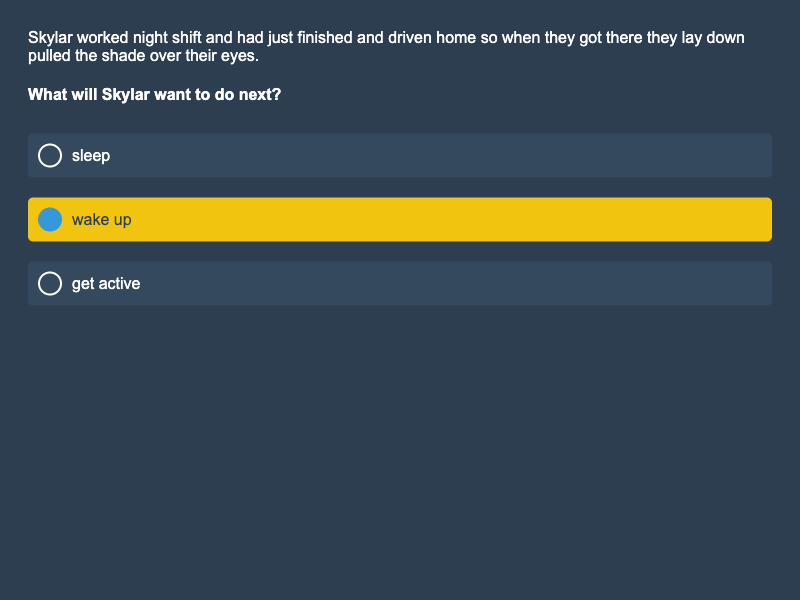 Skylar worked night shift and had just finished and driven home so when they got there they lay down
pulled the shade over their eyes.
What will Skylar want to do next?
sleep
wake up
get active